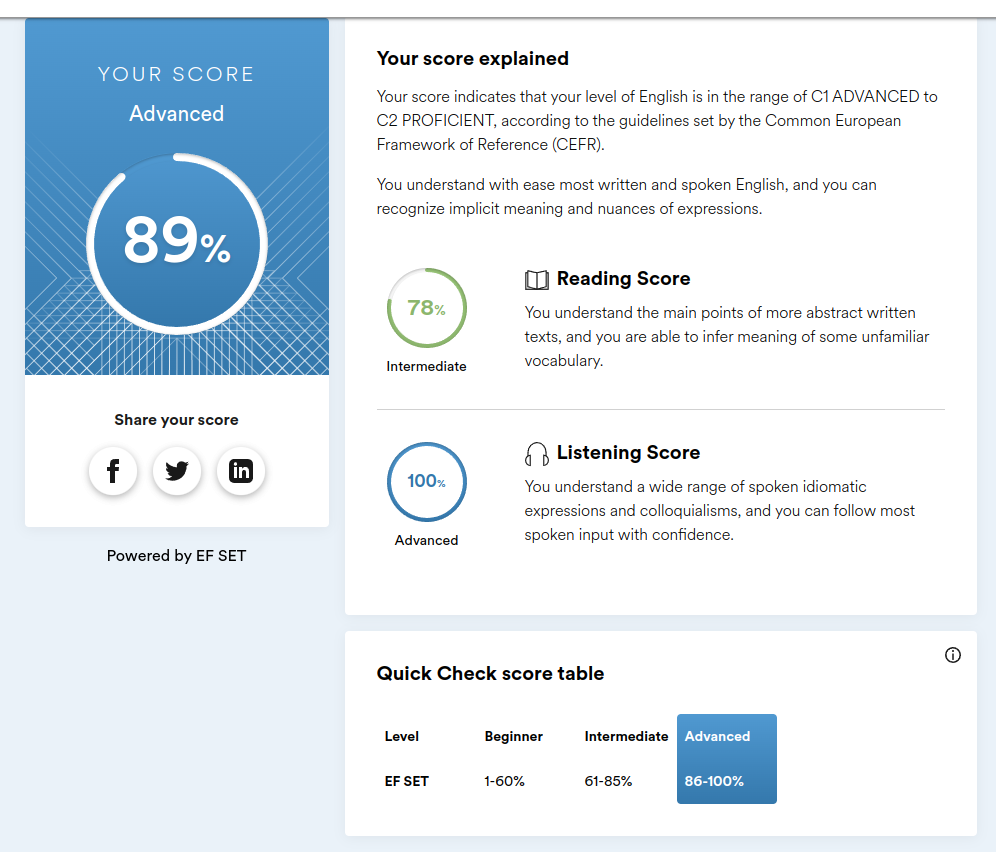 YOUR SCORE
Advanced
89%
Share your score
Powered by EF SET
Your score explained
Your score indicates that your level of English is in the range of C1 ADVANCED to
C2 PROFICIENT, according to the guidelines set by the Common European
Framework of Reference (CEFR).
You understand with ease most written and spoken English, and you can
recognize implicit meaning and nuances of expressions.
78%
Intermediate
Reading Score
You understand the main points of more abstract written
texts, and you are able to infer meaning of some unfamiliar
vocabulary.
100%
Advanced
Listening Score
You understand a wide range of spoken idiomatic
expressions and colloquialisms, and you can follow most
spoken input with confidence.
Quick Check score table
Level Beginner Intermediate Advanced
EF SET 1-60% 61-85% 86-100%